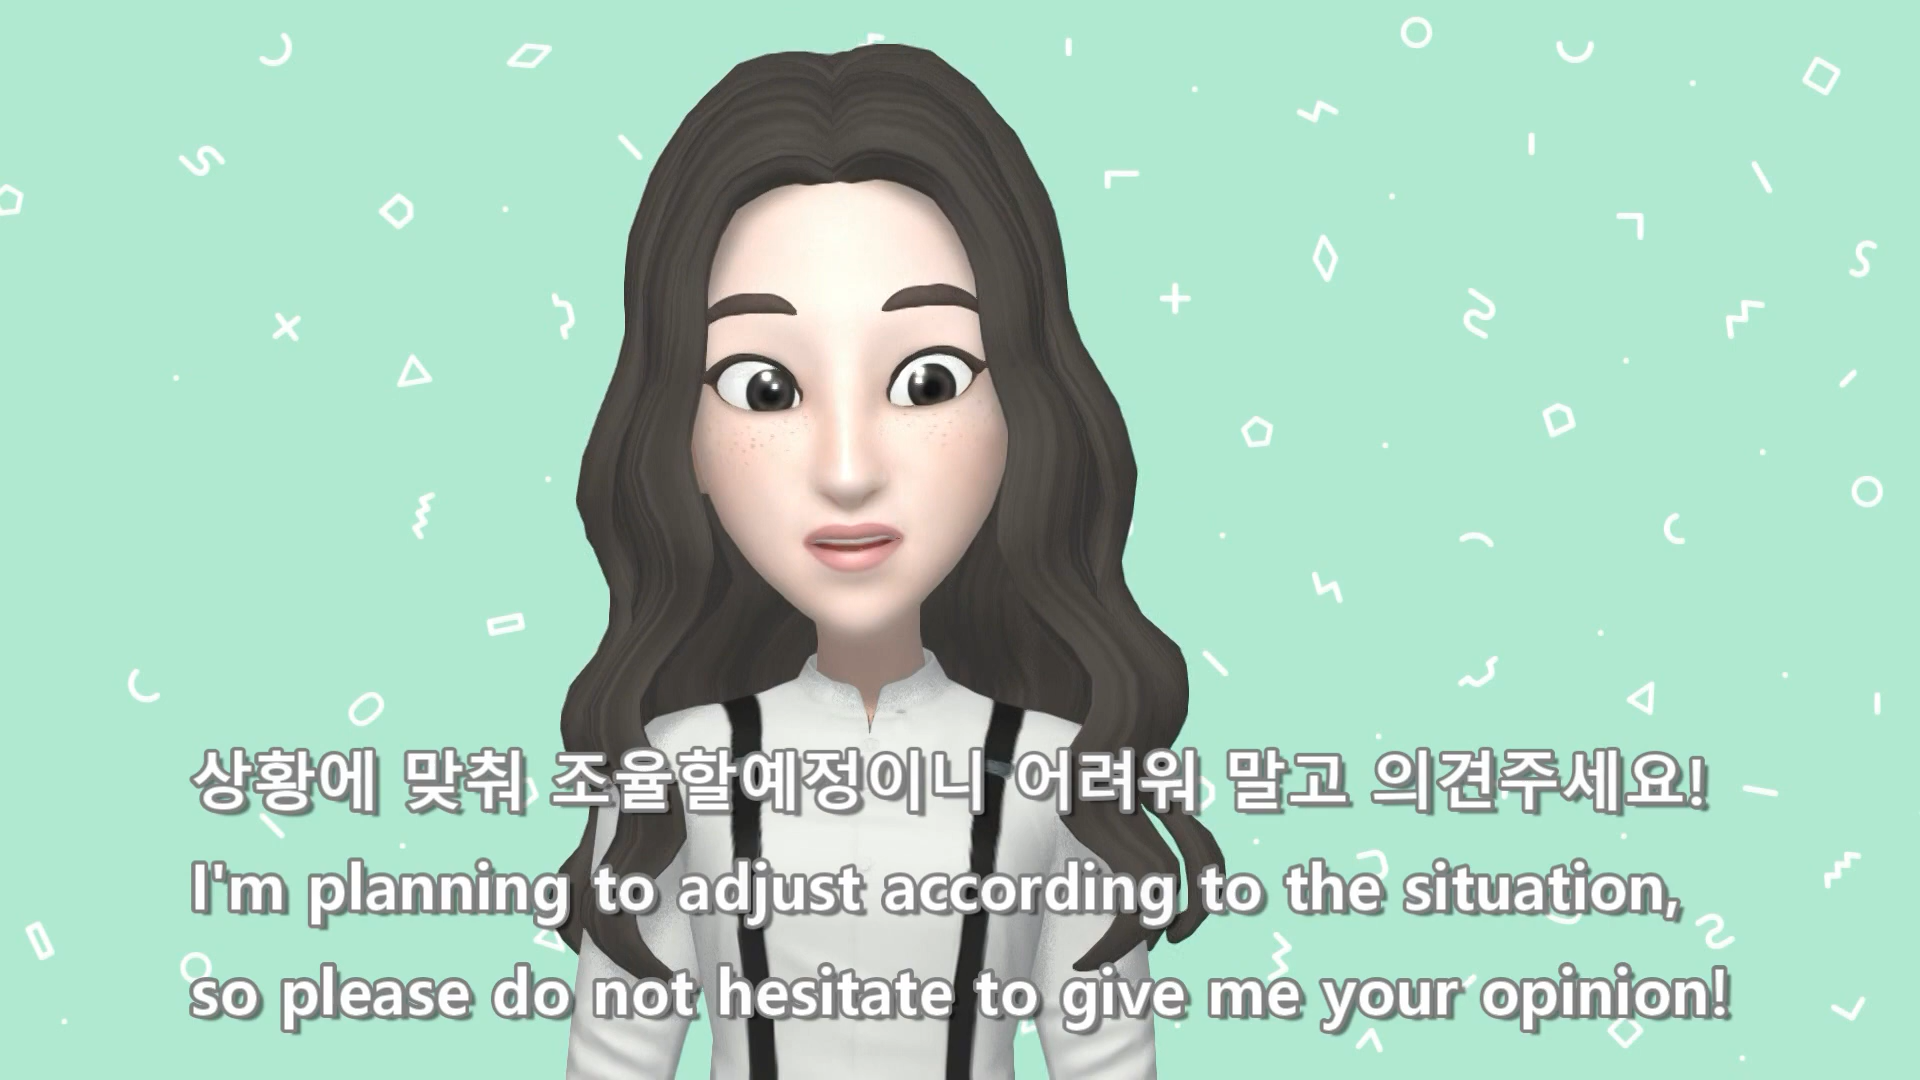 상황에 맞춰 조율할예정이니 어려워 말고 의견주세요!
I'm planning to adjust according to the situation,
so please do not hesitate to give me your opinion!